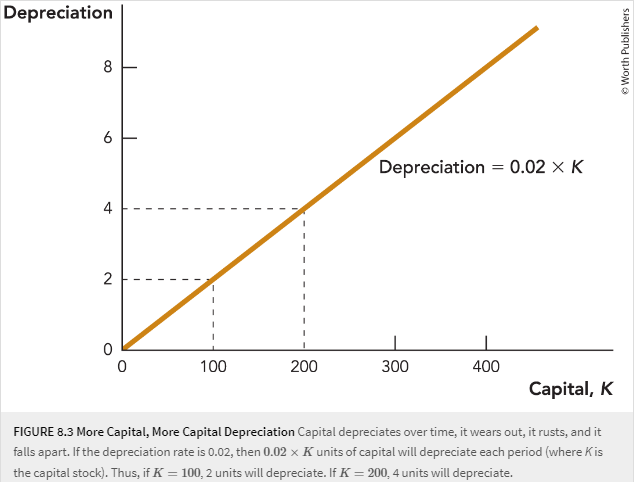 Depreciation
© Worth Publishers
8
6
Depreciation = 0.02 × K
4
2
0
0 100 200 300 400
Capital, K
FIGURE 8.3 More Capital, More Capital Depreciation Capital depreciates over time, it wears out, it rusts, and it
falls apart. If the depreciation rate is 0.02, then 0.02 × K units of capital will depreciate each period (where K is
the capital stock). Thus, if K = 100, 2 units will depreciate. If K = 200, 4 units will depreciate.